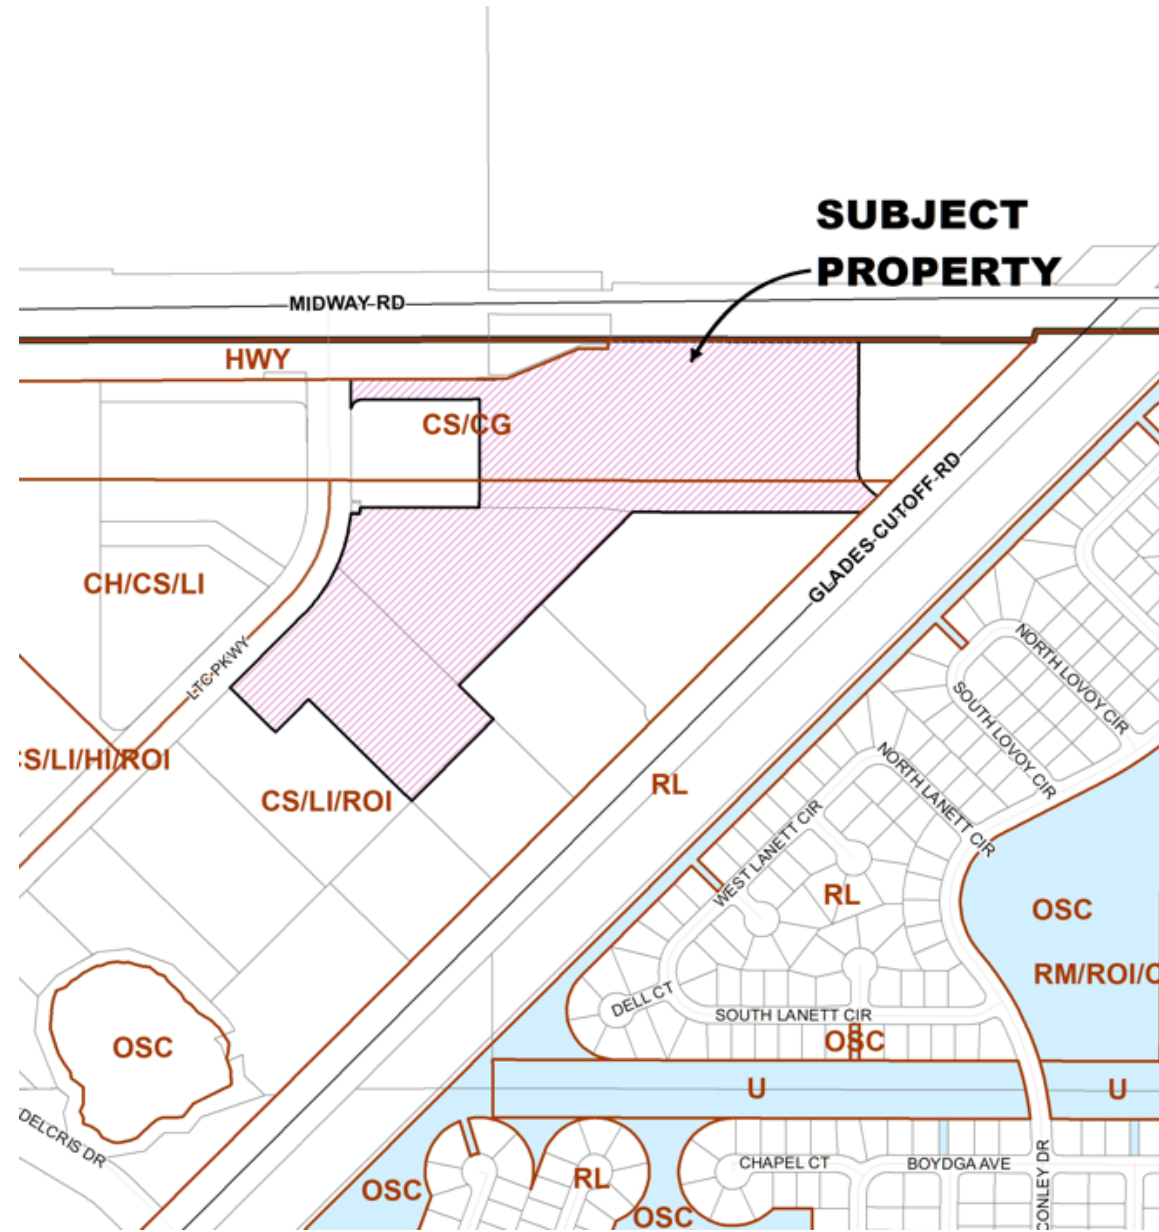 SUBJECT
PROPERTY
MIDWAY RD
HWY
CS/CG
GLADES CUTOFF RD
CH/CS/LI
LTC PKWY
NORTH LOVOY CIR
SOUTH LOVOY CIR
S/LI/HI/ROI
CS/LI/ROI
RL
NORTH LANETT CIR
WEST LANETT CIR
RL
OSC
RM/ROI/O
DELL CT
SOUTH LANETT CIR
OSC
OSC
U
U
DELCRIS DR
CHAPEL CT
BOYDGA AVE
CONLEY DR
OSC
RL
OSC